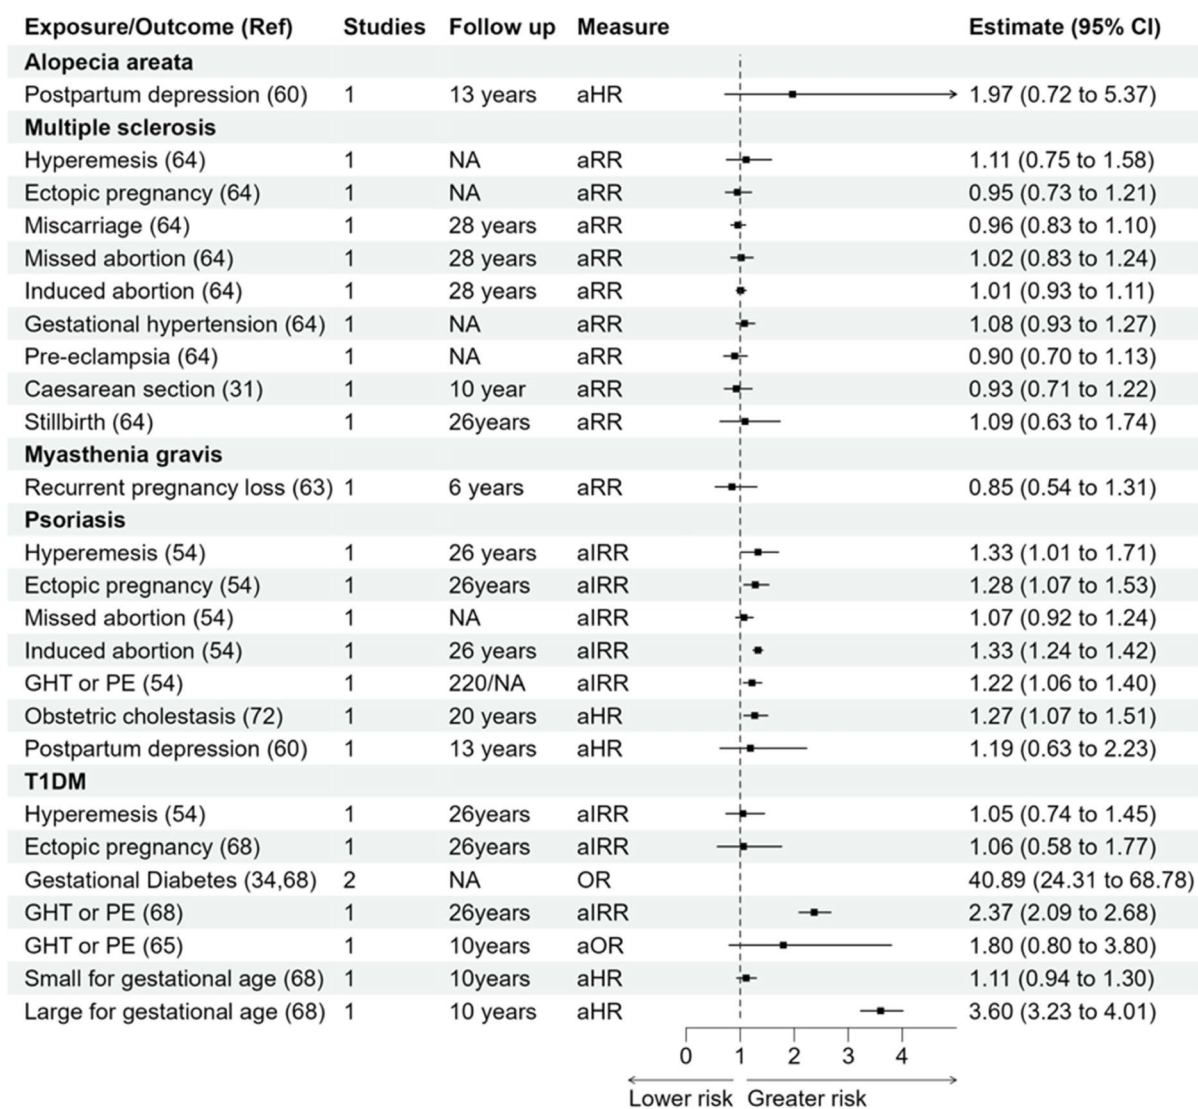 Exposure/Outcome (Ref) Studies Follow up Measure Estimate (95% CI)
Alopecia areata
Postpartum depression (60) 1 13 years aHR 1.97 (0.72 to 5.37)
Multiple sclerosis
Hyperemesis (64) 1 NA aRR 1.11 (0.75 to 1.58)
Ectopic pregnancy (64) 1 NA aRR 0.95 (0.73 to 1.21)
Miscarriage (64) 1 28 years aRR 0.96 (0.83 to 1.10)
Missed abortion (64) 1 28 years aRR 1.02 (0.83 to 1.24)
Induced abortion (64) 1 28 years aRR 1.01 (0.93 to 1.11)
Gestational hypertension (64) 1 NA aRR 1.08 (0.93 to 1.27)
Pre-eclampsia (64) 1 NA aRR 0.90 (0.70 to 1.13)
Caesarean section (31) 1 10 year aRR 0.93 (0.71 to 1.22)
Stillbirth (64) 1 26years aRR 1.09 (0.63 to 1.74)
Myasthenia gravis
Recurrent pregnancy loss (63) 1 6 years aRR 0.85 (0.54 to 1.31)
Psoriasis
Hyperemesis (54) 1 26 years aIRR 1.33 (1.01 to 1.71)
Ectopic pregnancy (54) 1 26years aIRR 1.28 (1.07 to 1.53)
Missed abortion (54) 1 NA aIRR 1.07 (0.92 to 1.24)
Induced abortion (54) 1 26 years aIRR 1.33 (1.24 to 1.42)
GHT or PE (54) 1 220/NA aIRR 1.22 (1.06 to 1.40)
Obstetric cholestasis (72) 1 20 years aHR 1.27 (1.07 to 1.51)
Postpartum depression (60) 1 13 years aHR 1.19 (0.63 to 2.23)
T1DM
Hyperemesis (54) 1 26years aIRR 1.05 (0.74 to 1.45)
Ectopic pregnancy (68) 1 26years aIRR 1.06 (0.58 to 1.77)
Gestational Diabetes (34,68) 2 NA OR 40.89 (24.31 to 68.78)
GHT or PE (68) 1 26years aIRR 2.37 (2.09 to 2.68)
GHT or PE (65) 1 10years aOR 1.80 (0.80 to 3.80)
Small for gestational age (68) 1 10years aHR 1.11 (0.94 to 1.30)
Large for gestational age (68) 1 10 years aHR 3.60 (3.23 to 4.01)
0 1 2 3 4
Lower risk Greater risk